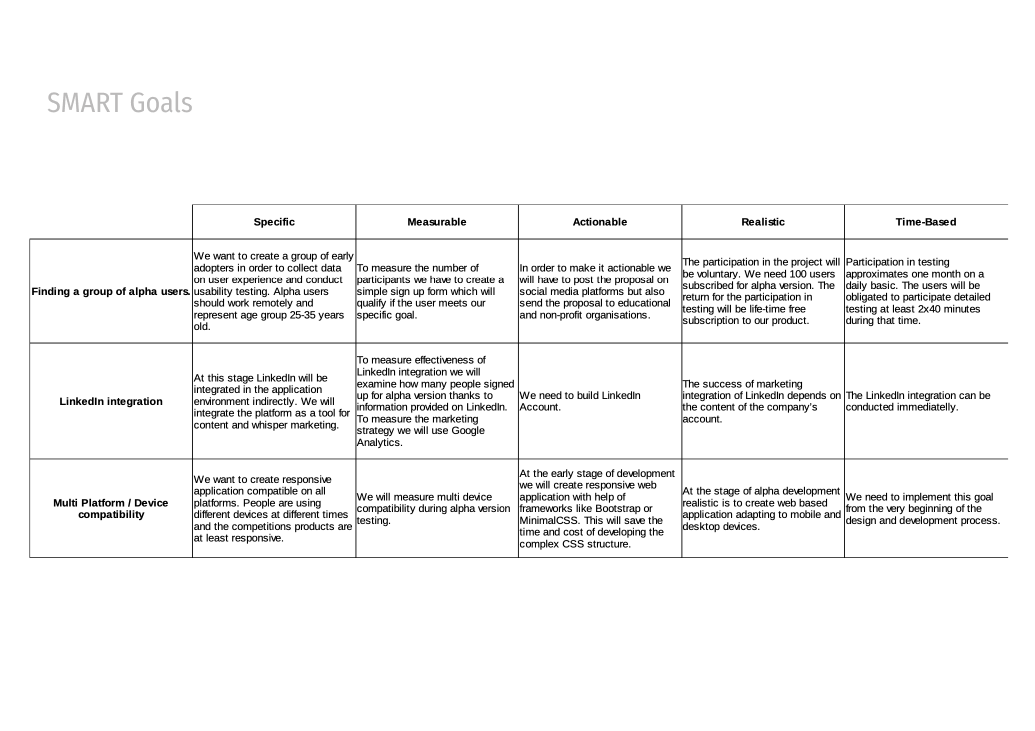 SMART Goals
Specific
Measurable
Actionable
Realistic
Time-Based
Finding a group of alpha users.
We want to create a group of early
adopters in order to collect data
on user experience and conduct
usability testing. Alpha users
should work remotely and
represent age group 25-35 years
old.
To measure the number of
participants we have to create a
simple sign up form which will
qualify if the user meets our
specific goal.
In order to make it actionable we
will have to post the proposal on
social media platforms but also
send the proposal to educational
and non-profit organisations.
The participation in the project will
be voluntary. We need 100 users
subscribed for alpha version. The
return for the participation in
testing will be life-time free
subscription to our product.
Participation in testing
approximates one month on a
daily basic. The users will be
obligated to participate detailed
testing at least 2x40 minutes
during that time.
LinkedIn integration
At this stage LinkedIn will be
integrated in the application
environment indirectly. We will
integrate the platform as a tool for
content and whisper marketing.
To measure effectiveness of
LinkedIn integration we will
examine how many people signed
up for alpha version thanks to
information provided on LinkedIn.
To measure the marketing
strategy we will use Google
Analytics.
We need to build LinkedIn
Account.
The success of marketing
integration of LinkedIn depends on
the content of the company's
account.
The LinkedIn integration can be
conducted immediatelly.
Multi Platform / Device
compatibility
We want to create responsive
application compatible on all
platforms. People are using
different devices at different times
and the competitions products are
at least responsive.
We will measure multi device
compatibility during alpha version
testing.
At the early stage of development
we will create responsive web
application with help of
frameworks like Bootstrap or
MinimalCSS. This will save the
time and cost of developing the
complex CSS structure.
At the stage of alpha development
realistic is to create web based
application adapting to mobile and
desktop devices.
We need to implement this goal
from the very beginning of the
design and development process.